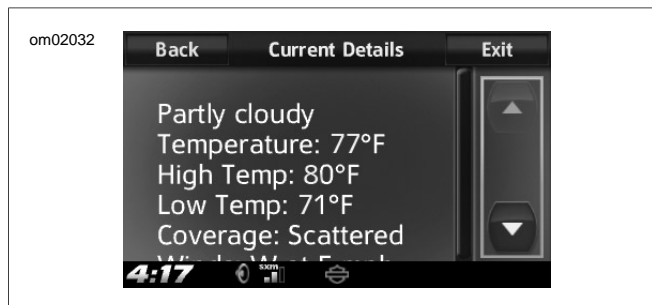 om02032
Back Current Details Exit
Partly cloudy
Temperature: 77°F
High Temp: 80°F
Low Temp: 71°F
Coverage: Scattered
4:17 sxm